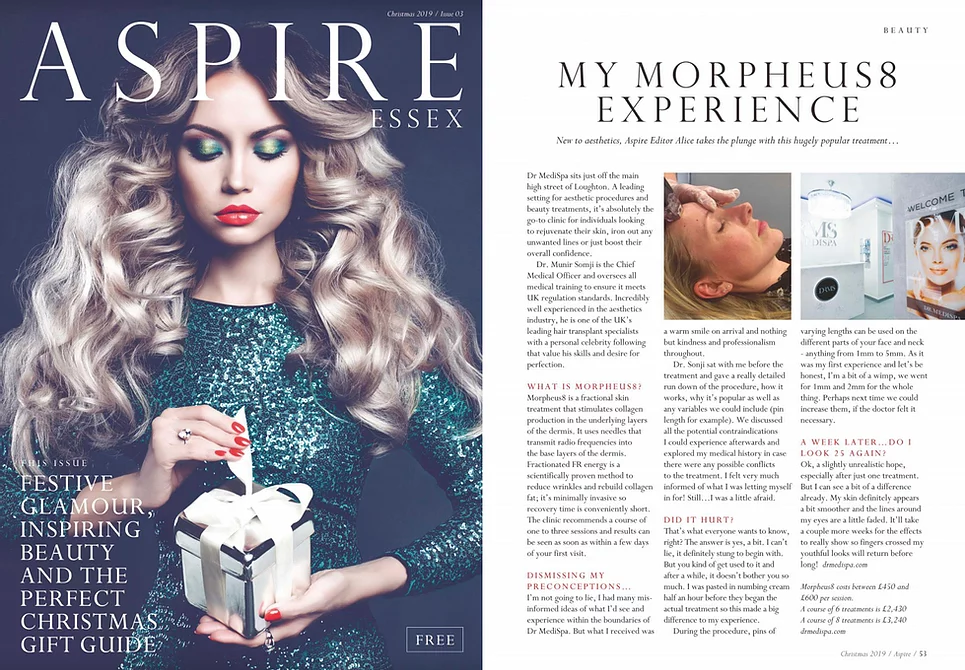 Christmas 2019 / Issue 03
ASPIRE
ESSEX
THIS ISSUE
FESTIVE
GLAMOUR,
INSPIRING
BEAUTY
AND THE
PERFECT
CHRISTMAS
GIFT GUIDE
FREE
BEAUTY
MY MORPHEUS8
EXPERIENCE
New to aesthetics, Aspire Editor Alice takes the plunge with this hugely popular treatment…
Dr MediSpa sits just off the main
high street of Loughton. A leading
setting for aesthetic procedures and
beauty treatments, it's absolutely the
go-to clinic for individuals looking
to rejuvenate their skin, iron out any
unwanted lines or just boost their
overall confidence.
Dr. Munir Somji is the Chief
Medical Officer and oversees all
medical training to ensure it meets
UK regulation standards. Incredibly
well experienced in the aesthetics
industry, he is one of the UK's
leading hair transplant specialists
with a personal celebrity following
that value his skills and desire for
perfection.
WHAT IS MORPHEUS8?
Morpheus8 is a fractional skin
treatment that stimulates collagen
production in the underlying layers
of the dermis. It uses needles that
transmit radio frequencies into
the base layers of the dermis.
Fractionated FR energy is a
scientifically proven method to
reduce wrinkles and rebuild collagen
fat; it's minimally invasive so
recovery time is conveniently short.
The clinic recommends a course of
one to three sessions and results can
be seen as soon as within a few days
of your first visit.
DISMISSING MY
PRECONCEPTIONS…
I'm not going to lie, I had many mis-
informed ideas of what I'd see and
experience within the boundaries of
Dr MediSpa. But what I received was
a warm smile on arrival and nothing
but kindness and professionalism
throughout.
Dr. Sonji sat with me before the
treatment and gave a really detailed
run down of the procedure, how it
works, why it's popular as well as
any variables we could include (pin
length for example). We discussed
all the potential contraindications
I could experience afterwards and
explored my medical history in case
there were any possible conflicts
to the treatment. I felt very much
informed of what I was letting myself
in for! Still…I was a little afraid.
DID IT HURT?
That's what everyone wants to know,
right? The answer is yes, a bit. I can't
lie, it definitely stung to begin with.
But you kind of get used to it and
after a while, it doesn't bother you so
much. I was pasted in numbing cream
half an hour before they began the
actual treatment so this made a big
difference to my experience.
During the procedure, pins of
WELCOME T
MS
DISPA
DrMS
DR MEDISPA
varying lengths can be used on the
different parts of your face and neck
- anything from 1mm to 5mm. As it
was my first experience and let's be
honest, I'm a bit of a wimp, we went
for 1mm and 2mm for the whole
thing. Perhaps next time we could
increase them, if the doctor felt it
necessary.
A WEEK LATER…DO I
LOOK 25 AGAIN?
Ok, a slightly unrealistic hope,
especially after just one treatment.
But I can see a bit of a difference
already. My skin definitely appears
a bit smoother and the lines around
my eyes are a little faded. It'll take
a couple more weeks for the effects
to really show so fingers crossed my
youthful looks will return before
long! drmedispa.com
Morpheus8 costs between £450 and
£600 per session.
A course of 6 treatments is £2,430
A course of 8 treatments is £3,240
drmedispa.com
Christmas 2019 / Aspire / 53